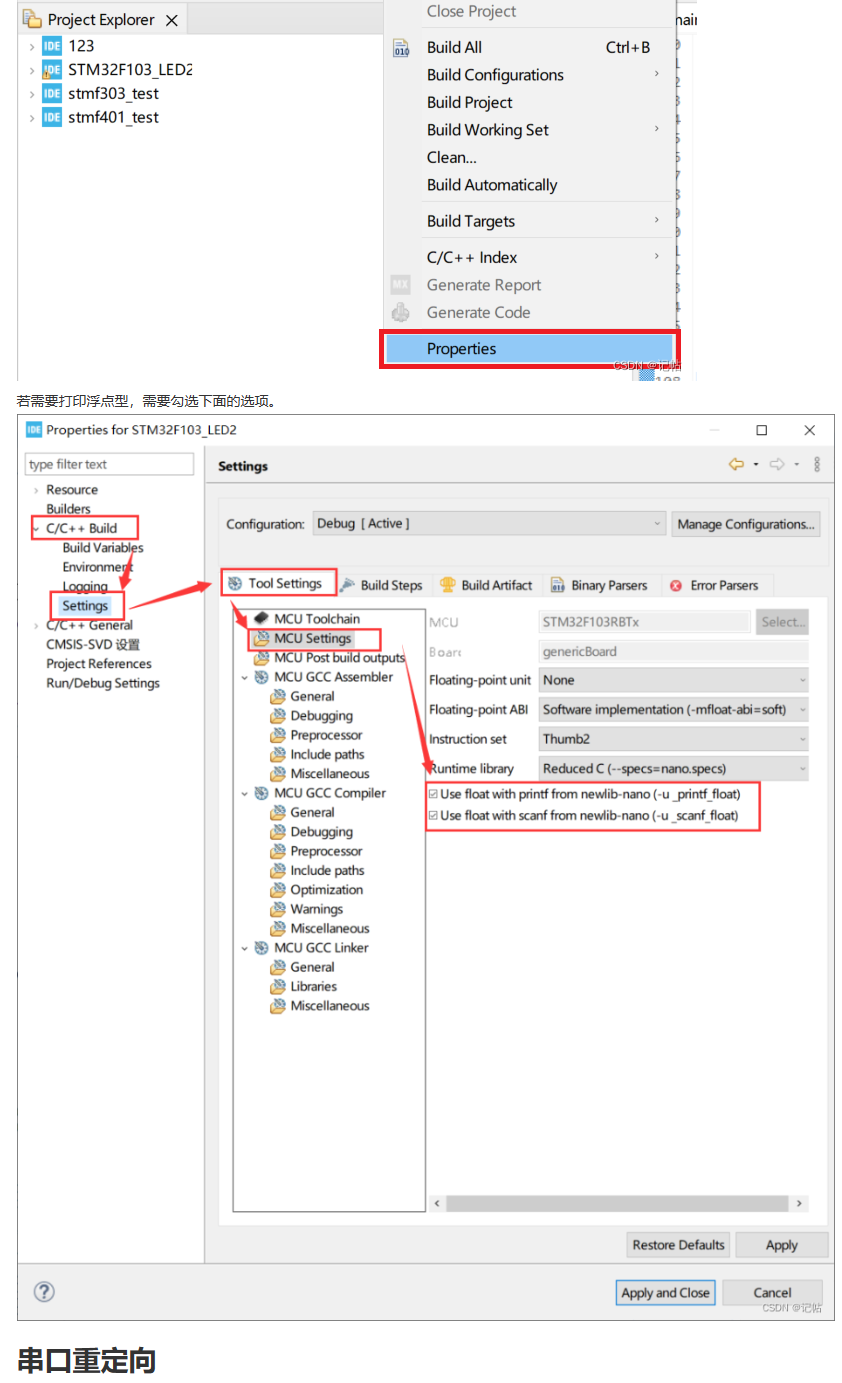 Project Explorer
123
STM32F103_LED2
stmf303_test
stmf401_test
Close Project
Build All Ctrl+B
Build Configurations
Build Project
Build Working Set
Clean...
Build Automatically
Build Targets
C/C++ Index
Generate Report
Generate Code
Properties
CSDN @记帖
若需要打印浮点型，需要勾选下面的选项。
IDE Properties for STM32F103_LED2
type filter text
Resource
Builders
C/C++ Build
Build Variables
Environment
Logging
Settings
C/C++ General
CMSIS-SVD 设置
Project References
Run/Debug Settings
Settings
Configuration: Debug [ Active ] Manage Configurations...
Tool Settings Build Steps Build Artifact Binary Parsers Error Parsers
MCU Toolchain
MCU Settings
MCU Post build outputs
MCU GCC Assembler
General
Debugging
Preprocessor
Include paths
Miscellaneous
MCU GCC Compiler
General
Debugging
Preprocessor
Include paths
Optimization
Warnings
Miscellaneous
MCU GCC Linker
General
Libraries
Miscellaneous
MCU STM32F103RBTx Select...
Board genericBoard
Floating-point unit None
Floating-point ABI Software implementation (-mfloat-abi=soft)
Instruction set Thumb2
Runtime library Reduced C (--specs=nano.specs)
Use float with printf from newlib-nano (-u _printf_float)
Use float with scanf from newlib-nano (-u _scanf_float)
Restore Defaults Apply
Apply and Close Cancel
CSDN @记帖
串口重定向